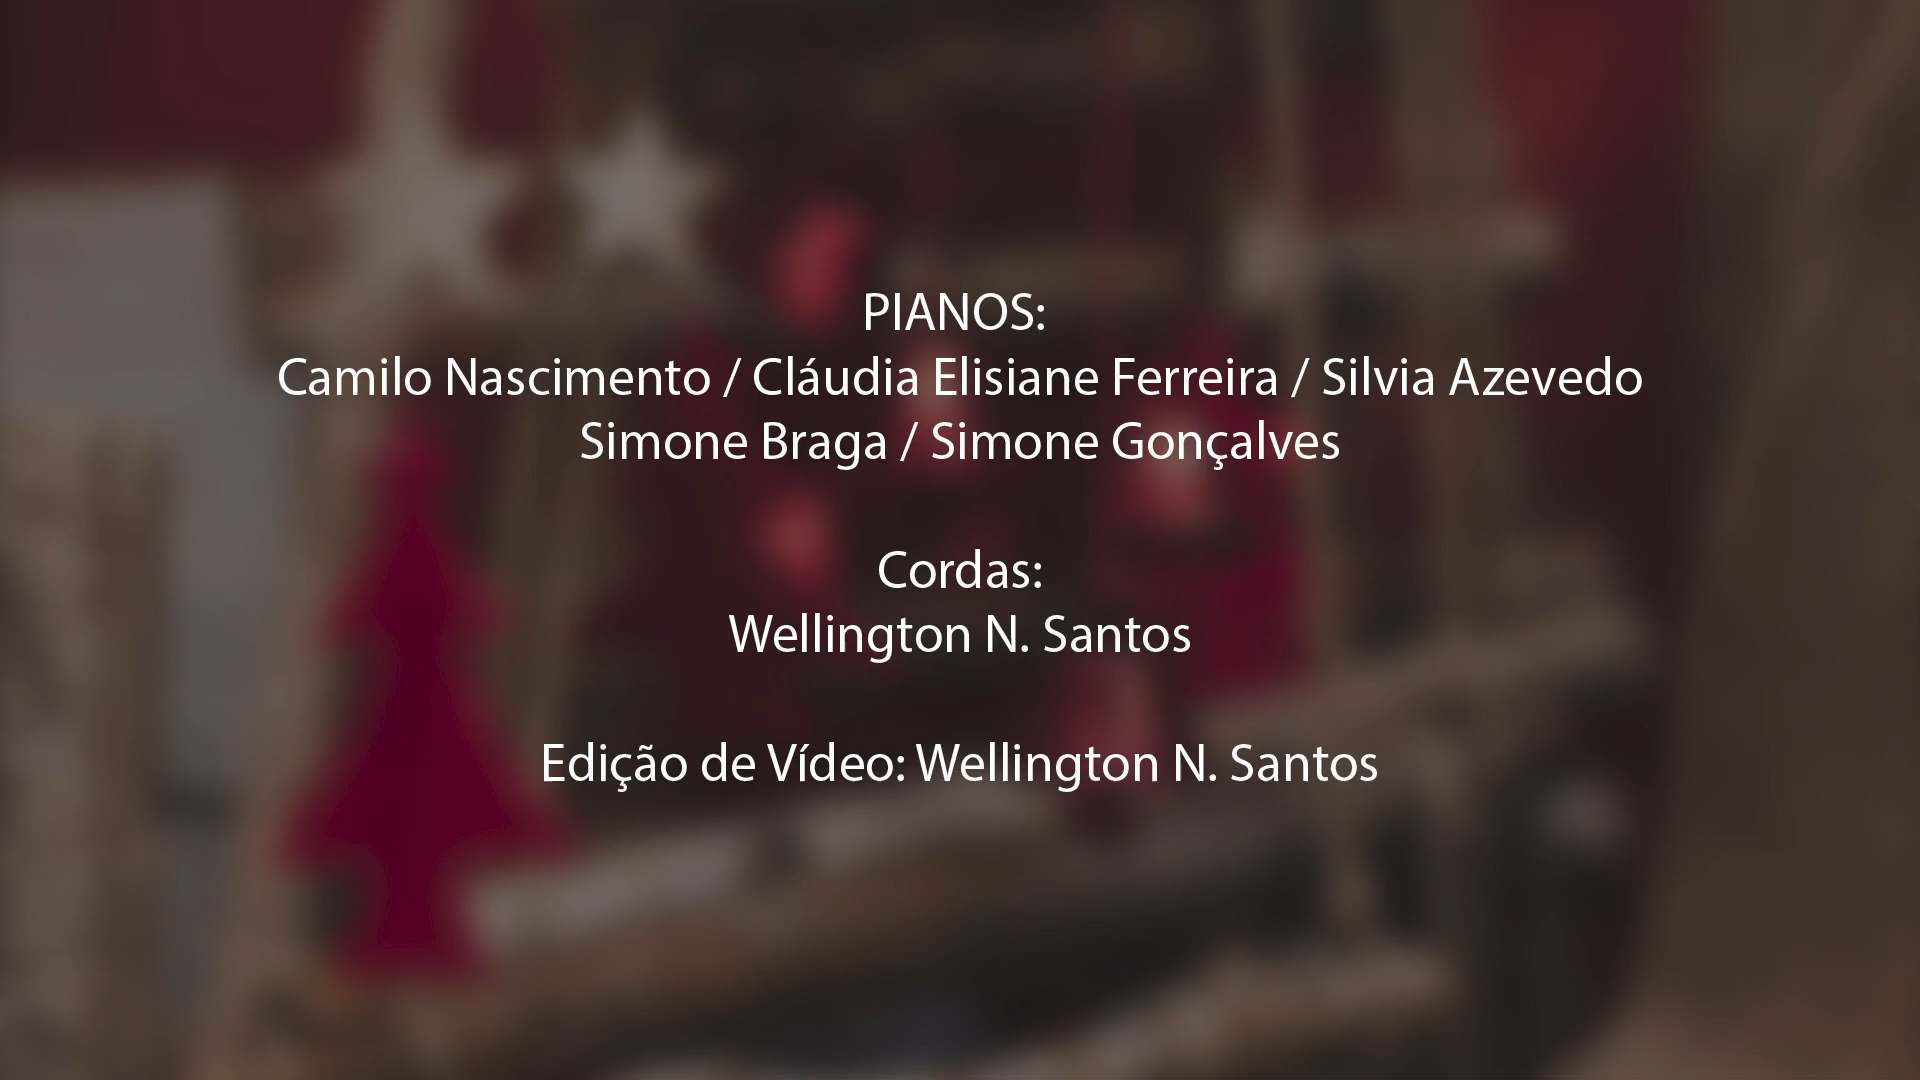 PIANOS:
Camilo Nascimento / Cláudia Elisiane Ferreira / Silvia Azevedo
Simone Braga / Simone Gonçalves
Cordas:
Wellington N. Santos
Edição de Vídeo: Wellington N. Santos